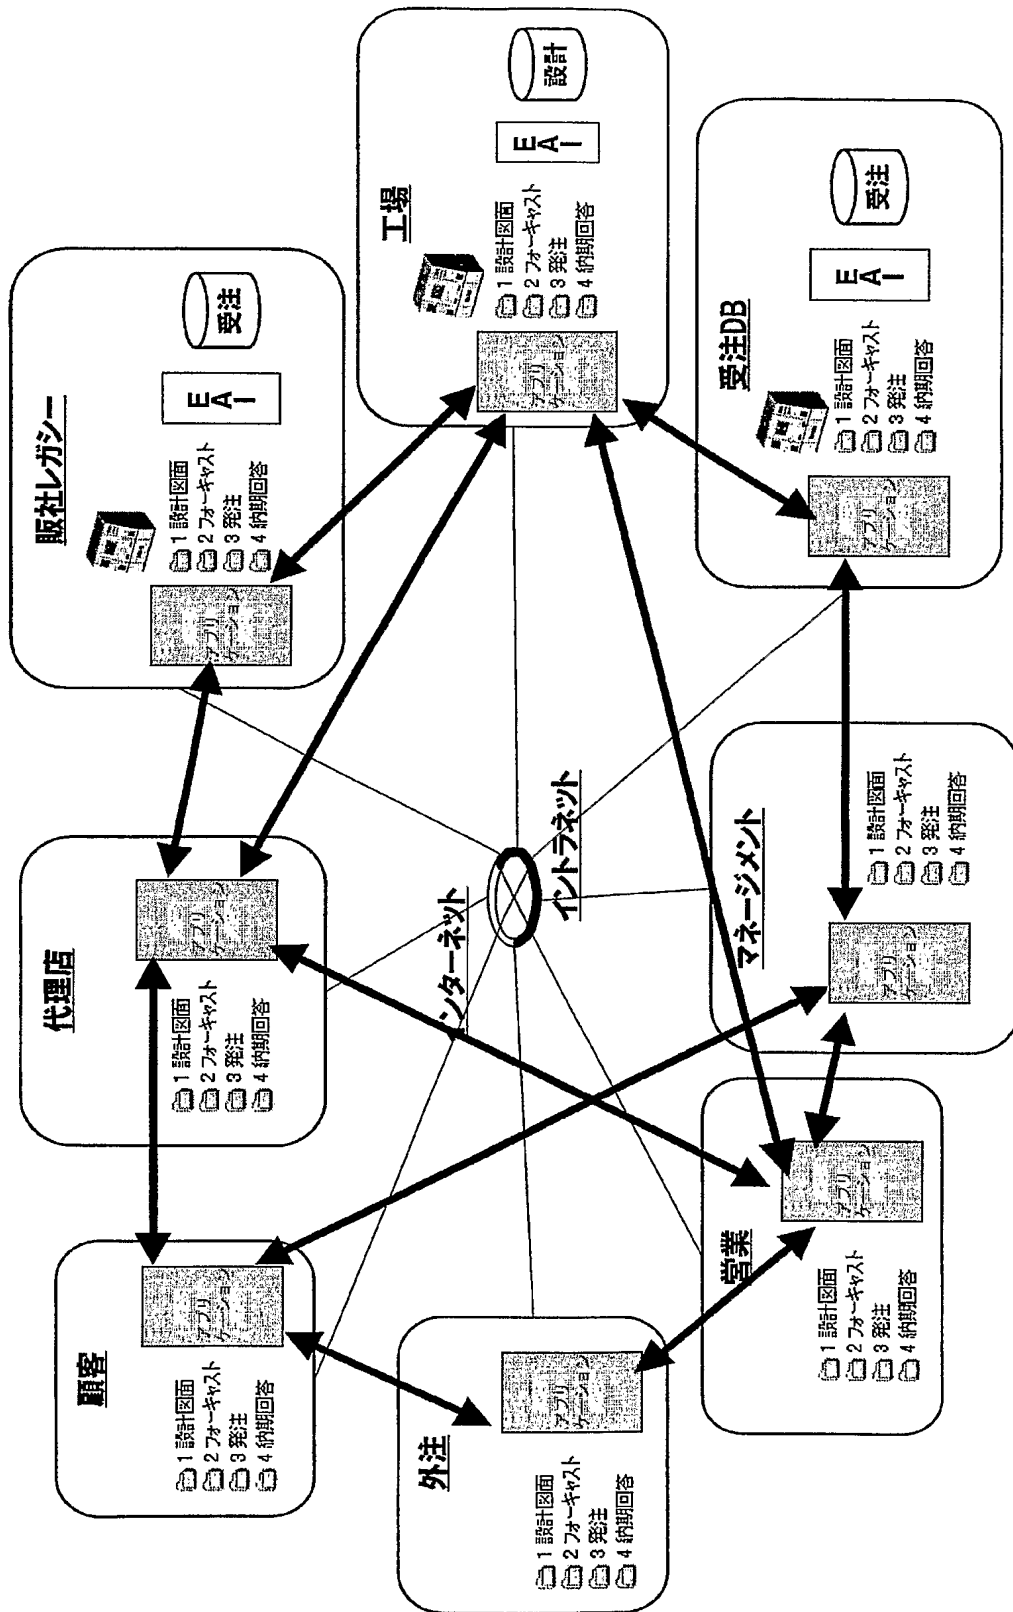 顧客
アプリ
ケーション
1 設計図面
2 フォーキャスト
3 発注
4 納期回答
代理店
アプリ
ケーション
1 設計図面
2 フォーキャスト
3 発注
4 納期回答
販社レガシー
アプリ
ケーション
1 設計図面
2 フォーキャスト
3 発注
4 納期回答
EAI
受注
外注
アプリ
ケーション
1 設計図面
2 フォーキャスト
3 発注
4 納期回答
インターネット
イントラネット
工場
アプリ
ケーション
1 設計図面
2 フォーキャスト
3 発注
4 納期回答
EAI
設計
営業
アプリ
ケーション
1 設計図面
2 フォーキャスト
3 発注
4 納期回答
マネージメント
アプリ
ケーション
1 設計図面
2 フォーキャスト
3 発注
4 納期回答
受注DB
アプリ
ケーション
1 設計図面
2 フォーキャスト
3 発注
4 納期回答
EAI
受注